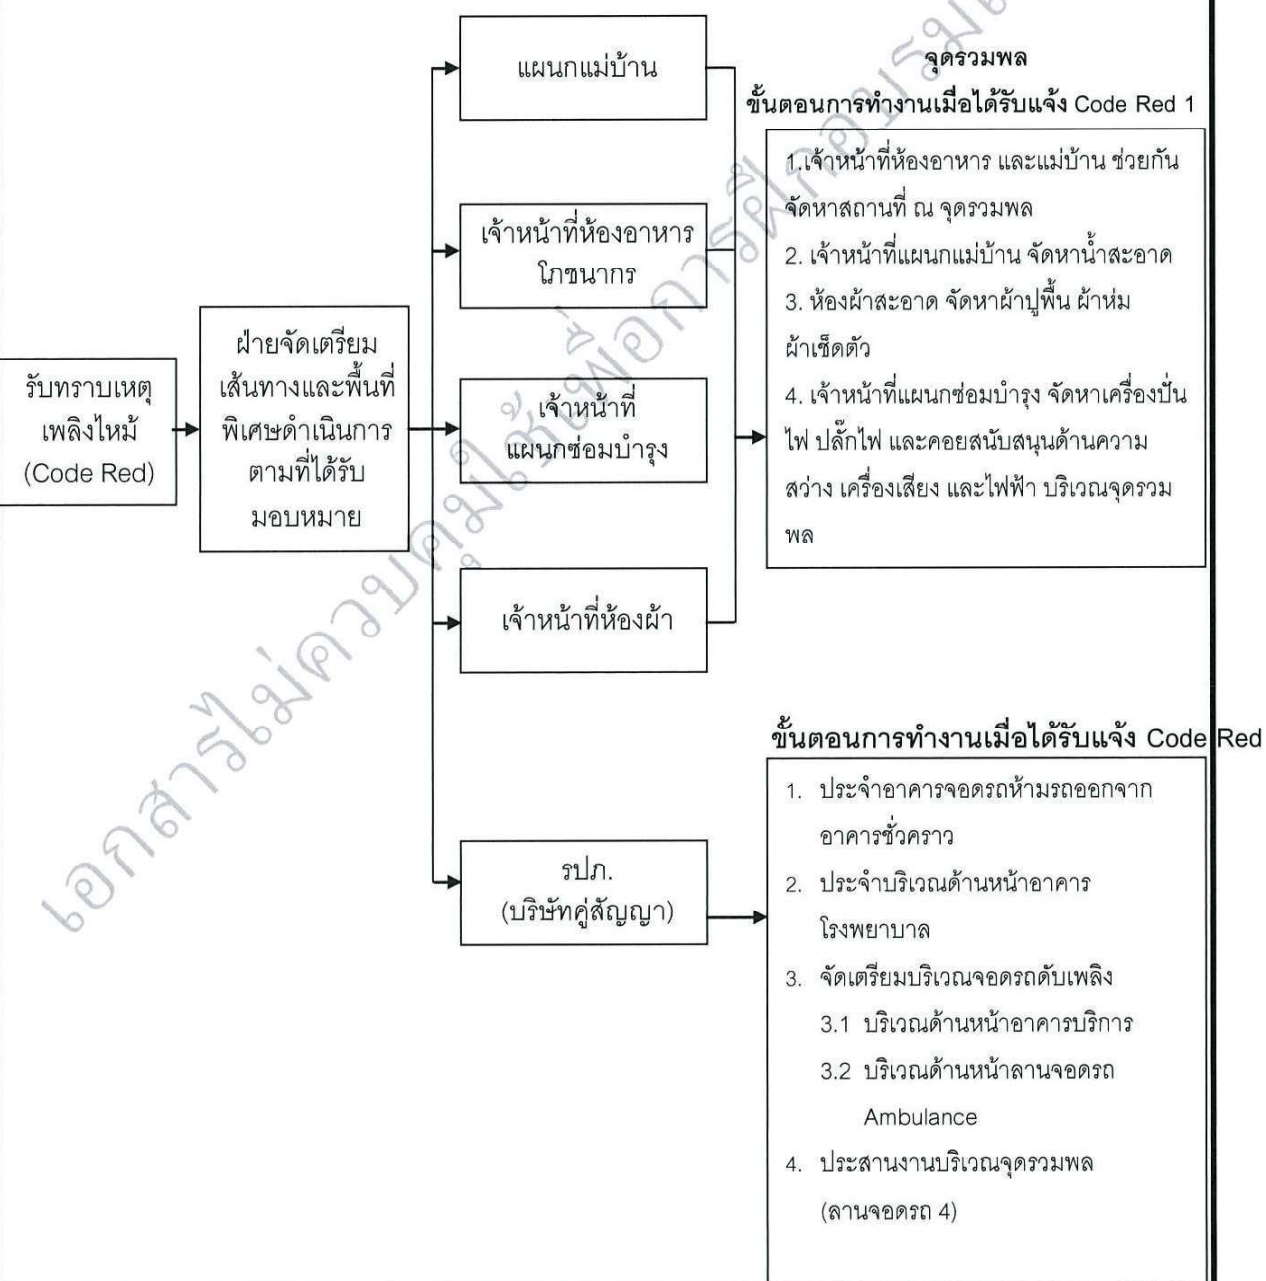 แผนกแม่บ้าน
เจ้าหน้าที่ห้องอาหาร
โภชนากร
รับทราบเหตุ
เพลิงไหม้
(Code Red)
ฝ่ายจัดเตรียม
เส้นทางและพื้นที่
พิเศษดำเนินการ
ตามที่ได้รับ
มอบหมาย
เจ้าหน้าที่
แผนกซ่อมบำรุง
เจ้าหน้าที่ห้องผ้า
รปภ.
(บริษัทคู่สัญญา)
จุดรวมพล
ขั้นตอนการทำงานเมื่อได้รับแจ้ง Code Red 1
1.เจ้าหน้าที่ห้องอาหาร และแม่บ้าน ช่วยกัน
จัดหาสถานที่ ณ จุดรวมพล
2. เจ้าหน้าที่แผนกแม่บ้าน จัดหาน้ำสะอาด
3. ห้องผ้าสะอาด จัดหาผ้าปูพื้น ผ้าห่ม
ผ้าเช็ดตัว
4. เจ้าหน้าที่แผนกซ่อมบำรุง จัดหาเครื่องปั่น
ไฟ ปลั๊กไฟ และคอยสนับสนุนด้านความ
สว่าง เครื่องเสียง และไฟฟ้า บริเวณจุดรวม
พล
ขั้นตอนการทำงานเมื่อได้รับแจ้ง Code Red
1. ประจำอาคารจอดรถห้ามรถออกจาก
อาคารชั่วคราว
2. ประจำบริเวณด้านหน้าอาคาร
โรงพยาบาล
3. จัดเตรียมบริเวณจอดรถดับเพลิง
3.1 บริเวณด้านหน้าอาคารบริการ
3.2 บริเวณด้านหน้าลานจอดรถ
Ambulance
4. ประสานงานบริเวณจุดรวมพล
(ลานจอดรถ 4)
เอกสารไม่ควบคุมใช้เพื่อการฝึกอบรม